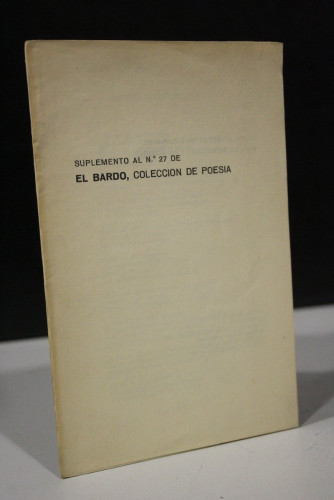 SUPLEMENTO AL N.º 27 DE
EL BARDO, COLECCION DE POESIA